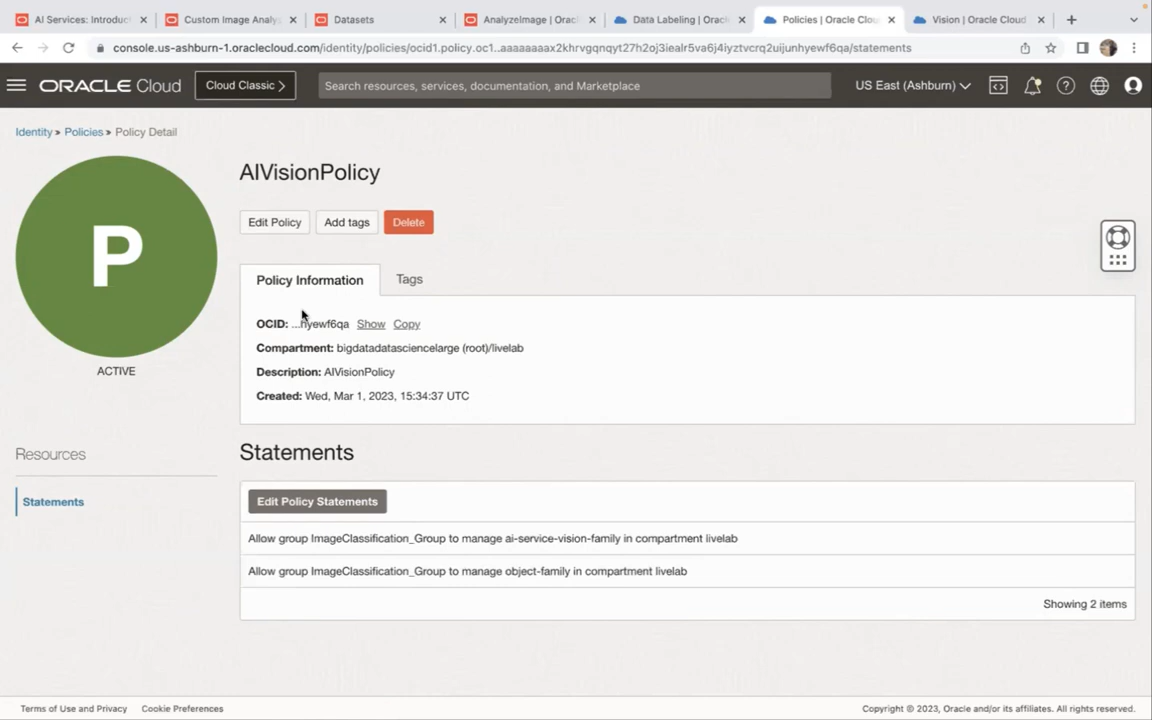 AI Services: Introduc
Custom Image Analy
Datasets
AnalyzeImage | Orac
Data Labeling | Oracl
Policies | Oracle Clou
Vision | Oracle Cloud
console.us-ashburn-1.oraclecloud.com/identity/policies/ocid1.policy.oc1..aaaaaaaax2khrvgqnqyt27h2oj3iealr5va6j4iyztvcrq2uijunhyewf6qa/statements
ORACLE Cloud
Cloud Classic >
Search resources, services, documentation, and Marketplace
US East (Ashburn)
Identity » Policies » Policy Detail
P
ACTIVE
AIVisionPolicy
Edit Policy
Add tags
Delete
Policy Information
Tags
OCID: ...hyewf6qa Show Copy
Compartment: bigdatadatasciencelarge (root)/livelab
Description: AIVisionPolicy
Created: Wed, Mar 1, 2023, 15:34:37 UTC
Resources
Statements
Statements
Edit Policy Statements
Allow group ImageClassification_Group to manage ai-service-vision-family in compartment livelab
Allow group ImageClassification_Group to manage object-family in compartment livelab
Showing 2 items
Terms of Use and Privacy
Cookie Preferences
Copyright © 2023, Oracle and/or its affiliates. All rights reserved.